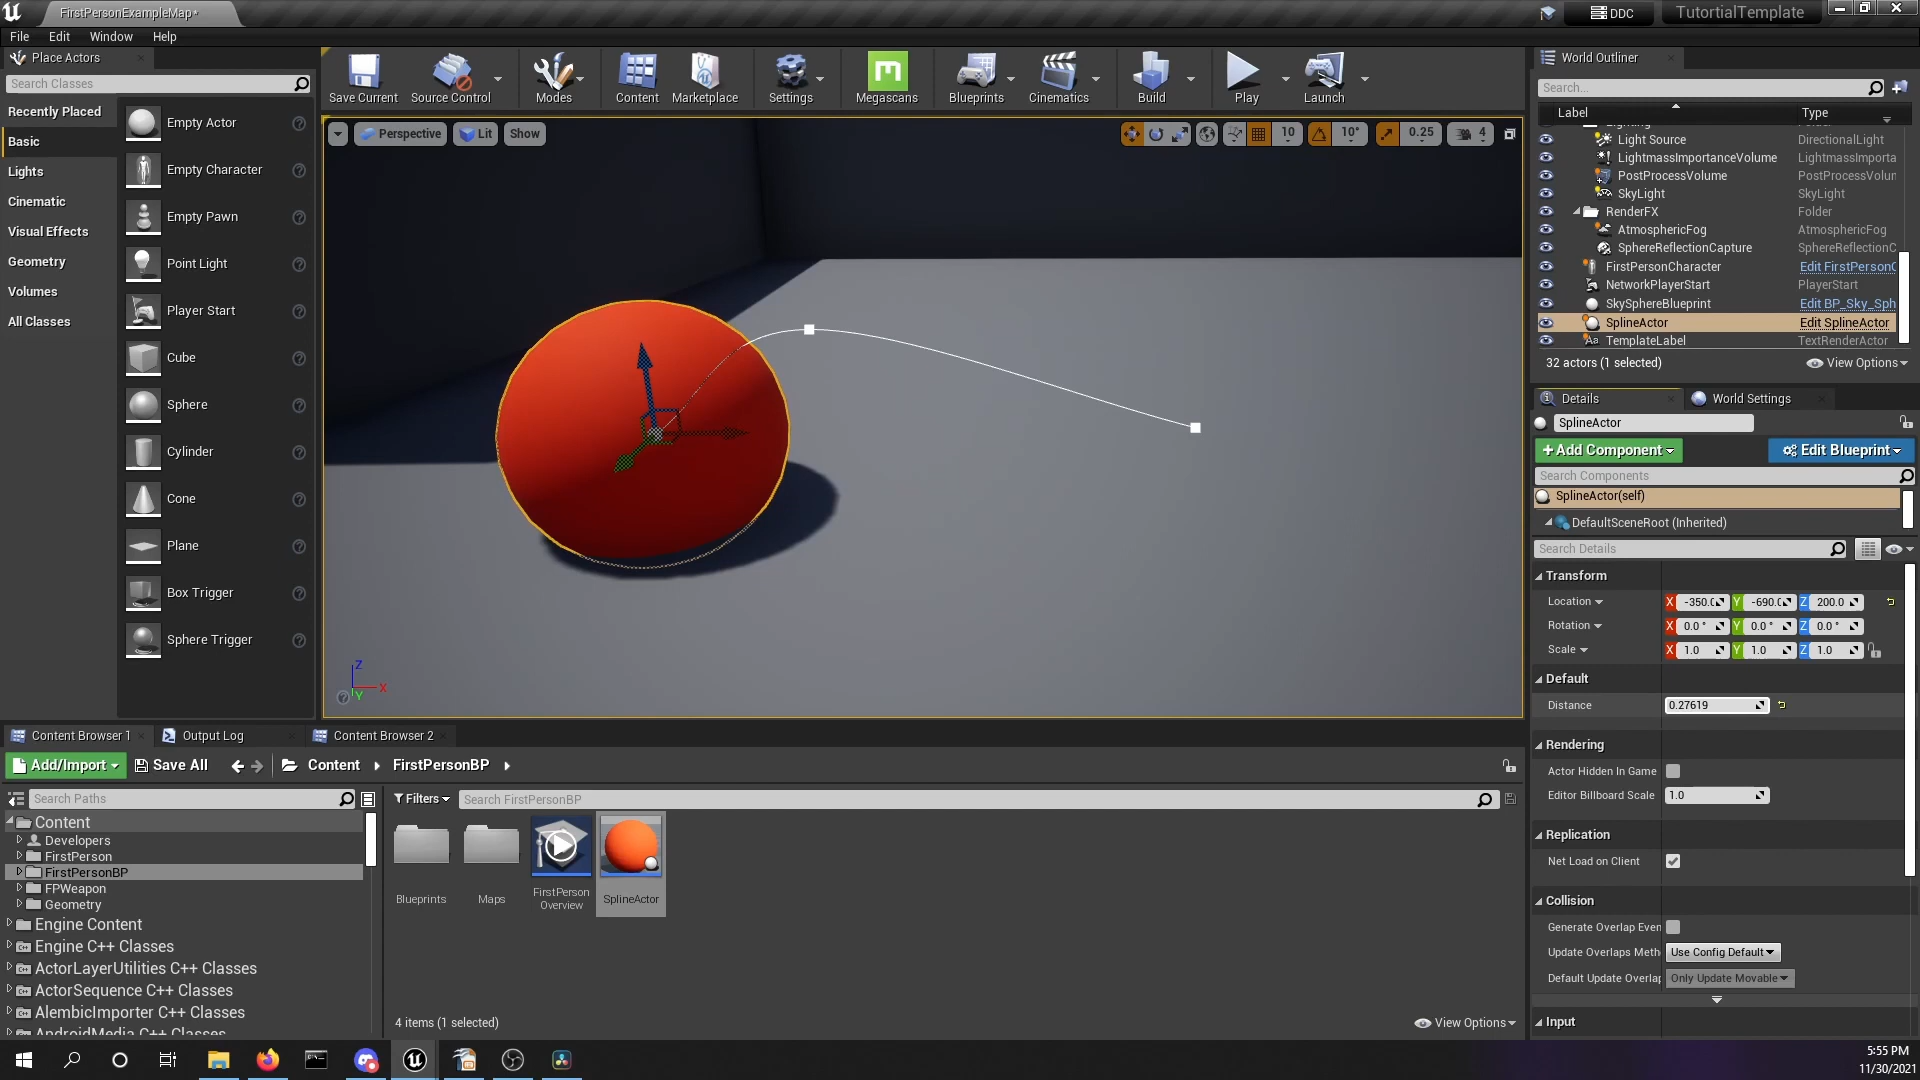 FirstPersonExampleMap*
DDC
TutortialTemplate
File
Edit
Window
Help
Place Actors
Search Classes
Recently Placed
Basic
Lights
Cinematic
Visual Effects
Geometry
Volumes
All Classes
Empty Actor
Empty Character
Empty Pawn
Point Light
Player Start
Cube
Sphere
Cylinder
Cone
Plane
Box Trigger
Sphere Trigger
Save Current
Source Control
Modes
Content
Marketplace
Settings
Megascans
Blueprints
Cinematics
Build
Play
Launch
Perspective
Lit
Show
10
10°
0.25
4
Z
X
Y
World Outliner
Search...
Label
Type
Lighting
Folder
Light Source
DirectionalLight
LightmassImportanceVolume
LightmassImporta
PostProcessVolume
PostProcessVolun
SkyLight
SkyLight
RenderFX
Folder
AtmosphericFog
AtmosphericFog
SphereReflectionCapture
SphereReflectionC
FirstPersonCharacter
Edit FirstPersonC
NetworkPlayerStart
PlayerStart
SkySphereBlueprint
Edit BP_Sky_Sph
SplineActor
Edit SplineActor
TemplateLabel
TextRenderActor
32 actors (1 selected)
View Options
Details
World Settings
SplineActor
+Add Component
Edit Blueprint
Search Components
SplineActor(self)
DefaultSceneRoot (Inherited)
Search Details
Transform
Location
X -350.0
Y -690.0
Z 200.0
Rotation
X 0.0 °
Y 0.0 °
Z 0.0 °
Scale
X 1.0
Y 1.0
Z 1.0
Default
Distance
0.27619
Rendering
Actor Hidden In Game
Editor Billboard Scale
1.0
Replication
Net Load on Client
Collision
Generate Overlap Even
Update Overlaps Meth
Use Config Default
Default Update Overlap
Only Update Movable
Input
Content Browser 1
Output Log
Content Browser 2
Add/Import
Save All
Content
FirstPersonBP
Search Paths
Filters
Search FirstPersonBP
Content
Developers
FirstPerson
FirstPersonBP
FPWeapon
Geometry
Engine Content
Engine C++ Classes
ActorLayerUtilities C++ Classes
ActorSequence C++ Classes
AlembicImporter C++ Classes
AndroidMedia C++ Classes
Blueprints
Maps
FirstPerson
Overview
SplineActor
4 items (1 selected)
View Options
5:55 PM
11/30/2021